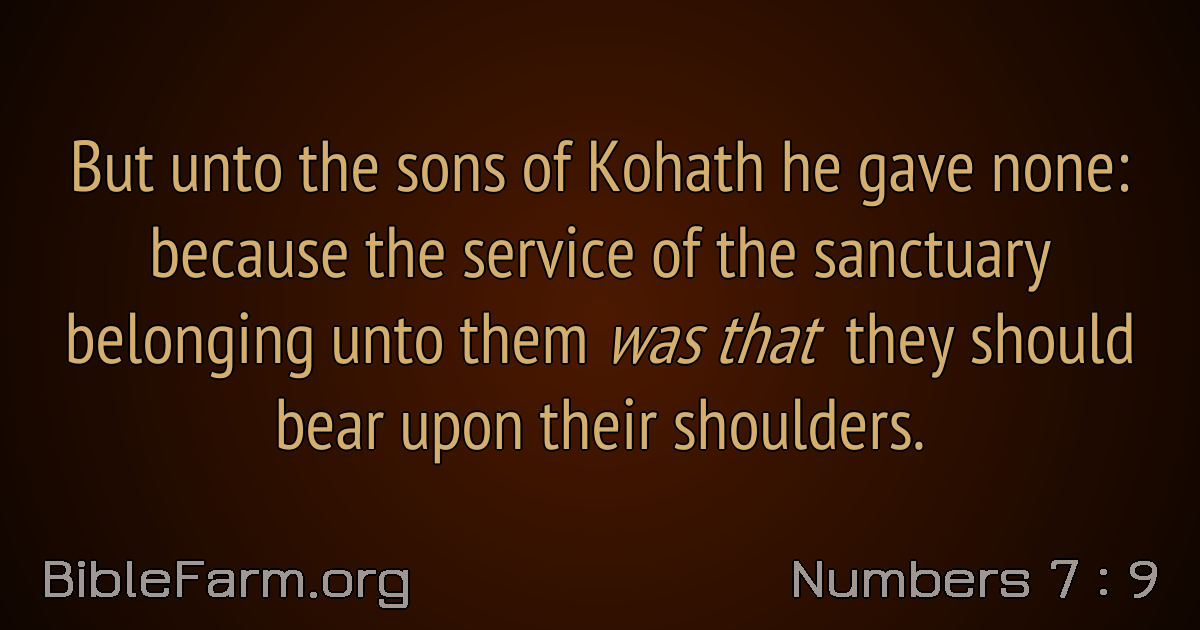 But unto the sons of Kohath he gave none:
because the service of the sanctuary
belonging unto them was that they should
bear upon their shoulders.
BibleFarm.org
Numbers 7 : 9